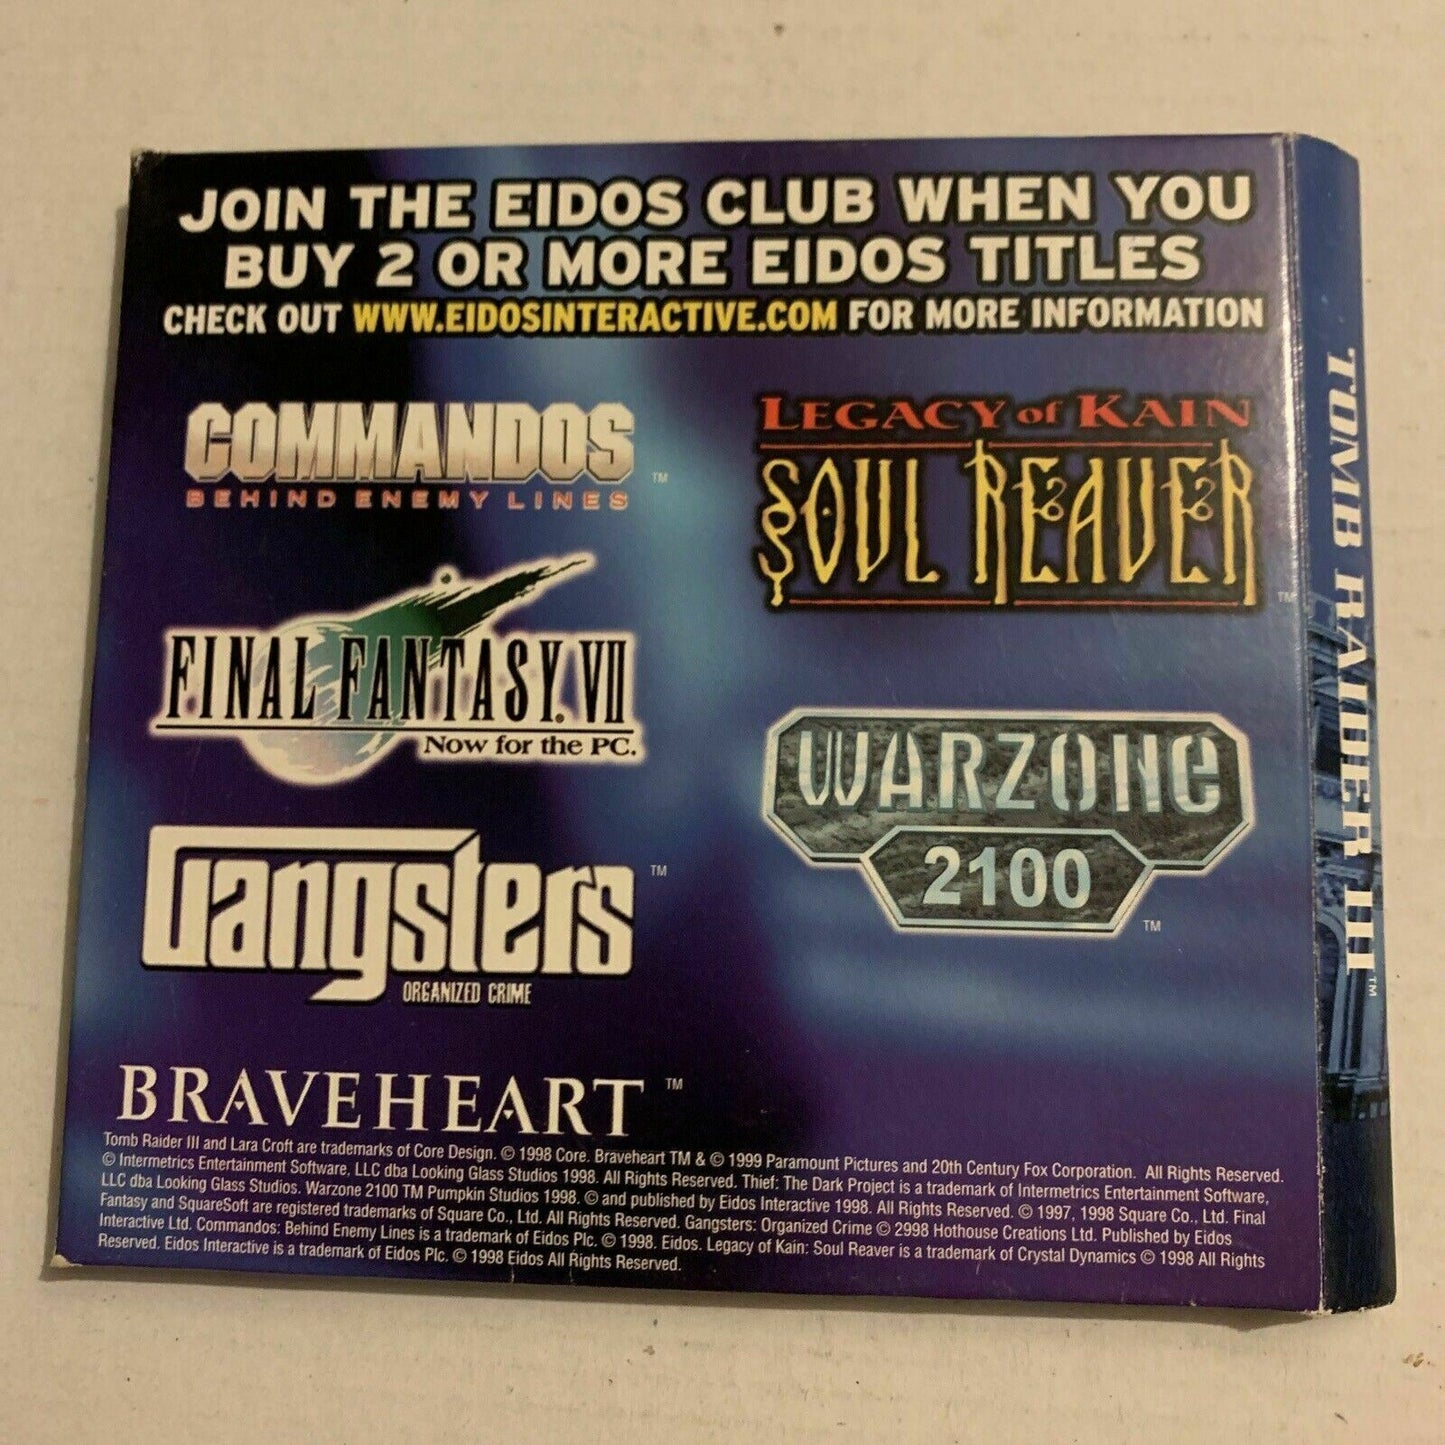 JOIN THE EIDOS CLUB WHEN YOU
BUY 2 OR MORE EIDOS TITLES
CHECK OUT WWW.EIDOSINTERACTIVE.COM FOR MORE INFORMATION
COMMANDOS
BEHIND ENEMY LINES ™
LEGACY of KAIN
SOUL REAVER ™
FINAL FANTASY® VII
Now for the PC.
WARZONE
2100 ™
Gangsters ™
ORGANIZED CRIME
BRAVEHEART ™
Tomb Raider III and Lara Croft are trademarks of Core Design. © 1998 Core. Braveheart TM & © 1999 Paramount Pictures and 20th Century Fox Corporation. All Rights Reserved.
© Intermetrics Entertainment Software, LLC dba Looking Glass Studios 1998. All Rights Reserved. Thief: The Dark Project is a trademark of Intermetrics Entertainment Software,
LLC dba Looking Glass Studios. Warzone 2100 TM Pumpkin Studios 1998. © and published by Eidos Interactive 1998. All Rights Reserved. © 1997, 1998 Square Co., Ltd. Final
Fantasy and SquareSoft are registered trademarks of Square Co., Ltd. All Rights Reserved. Gangsters: Organized Crime © 2998 Hothouse Creations Ltd. Published by Eidos
Interactive Ltd. Commandos: Behind Enemy Lines is a trademark of Eidos Plc. © 1998. Eidos. Legacy of Kain: Soul Reaver is a trademark of Crystal Dynamics © 1998 All Rights
Reserved. Eidos Interactive is a trademark of Eidos Plc. © 1998 Eidos All Rights Reserved.
TOMB RAIDER III™